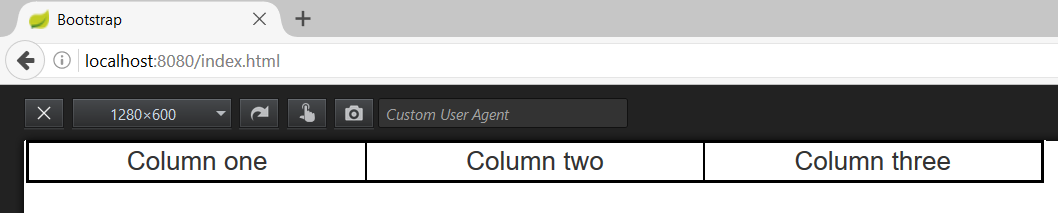 Bootstrap
localhost:8080/index.html
1280×600 Custom User Agent
Column one Column two Column three